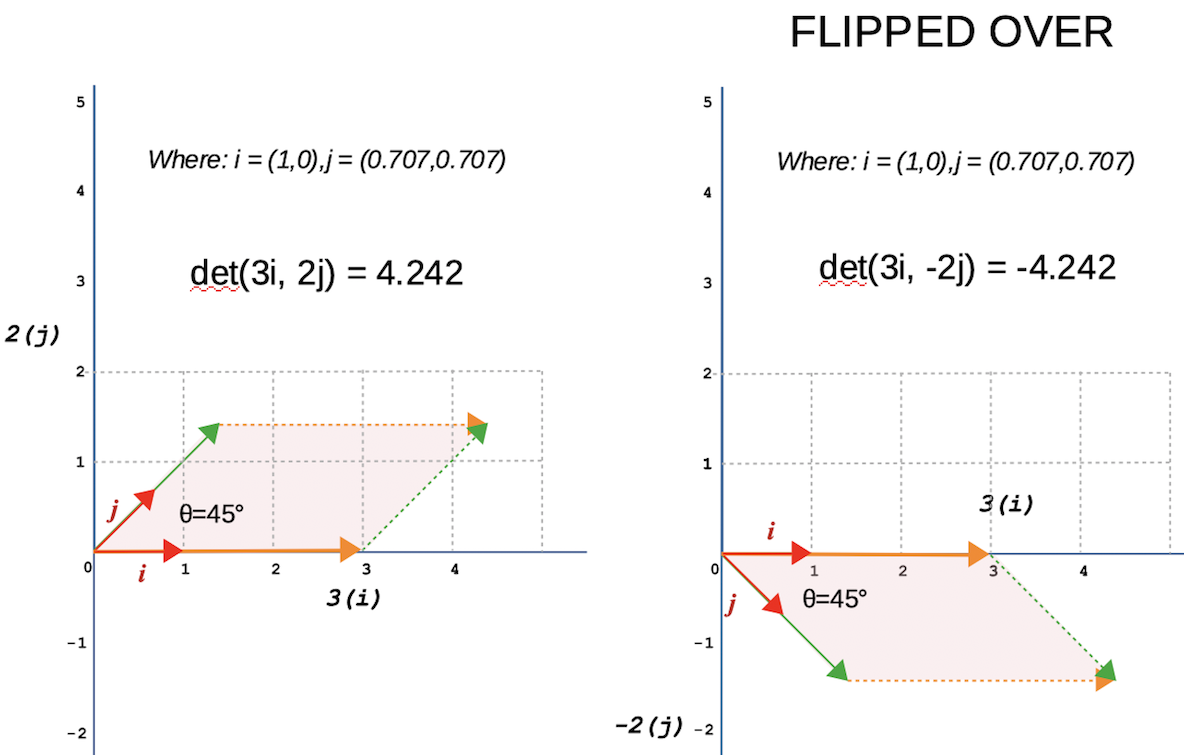 FLIPPED OVER
5
Where: i = (1,0),j = (0.707,0.707)
4
det(3i, 2j) = 4.242
3
2(j)
2
1
j
θ=45°
0
1
2
3
4
i
3(i)
-1
-2
5
Where: i = (1,0),j = (0.707,0.707)
4
det(3i, -2j) = -4.242
3
2
1
3(i)
i
0
1
2
3
4
j
θ=45°
-1
-2(j)
-2